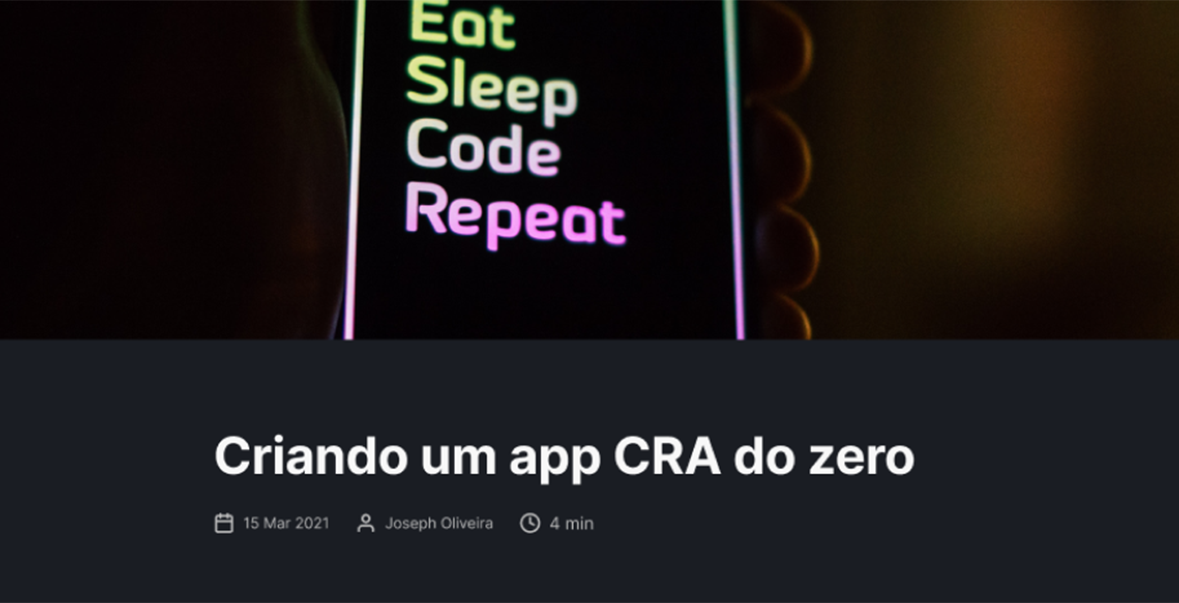 Eat
Sleep
Code
Repeat
Criando um app CRA do zero
15 Mar 2021 Joseph Oliveira 4 min